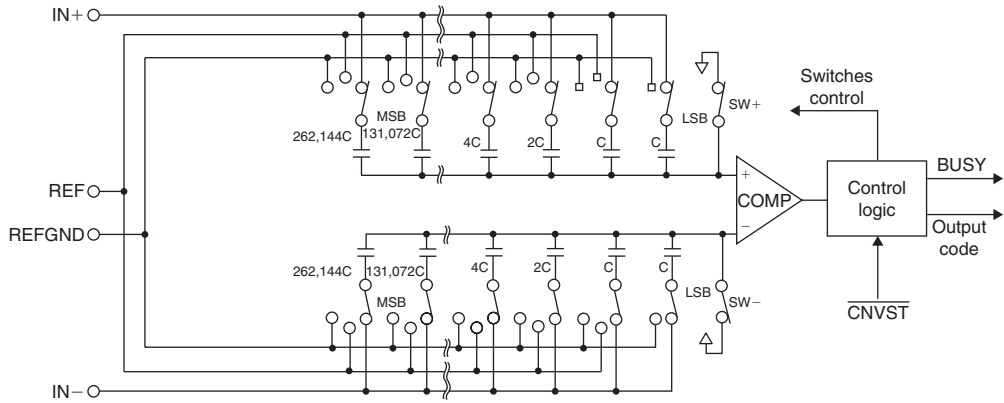 IN+
Switches
control
SW+
MSB
LSB
262,144C
131,072C
4C
2C
C
C
REF
+
COMP
−
Control
logic
BUSY
Output
code
REFGND
262,144C
131,072C
4C
2C
C
C
MSB
LSB
SW−
CNVST
IN−